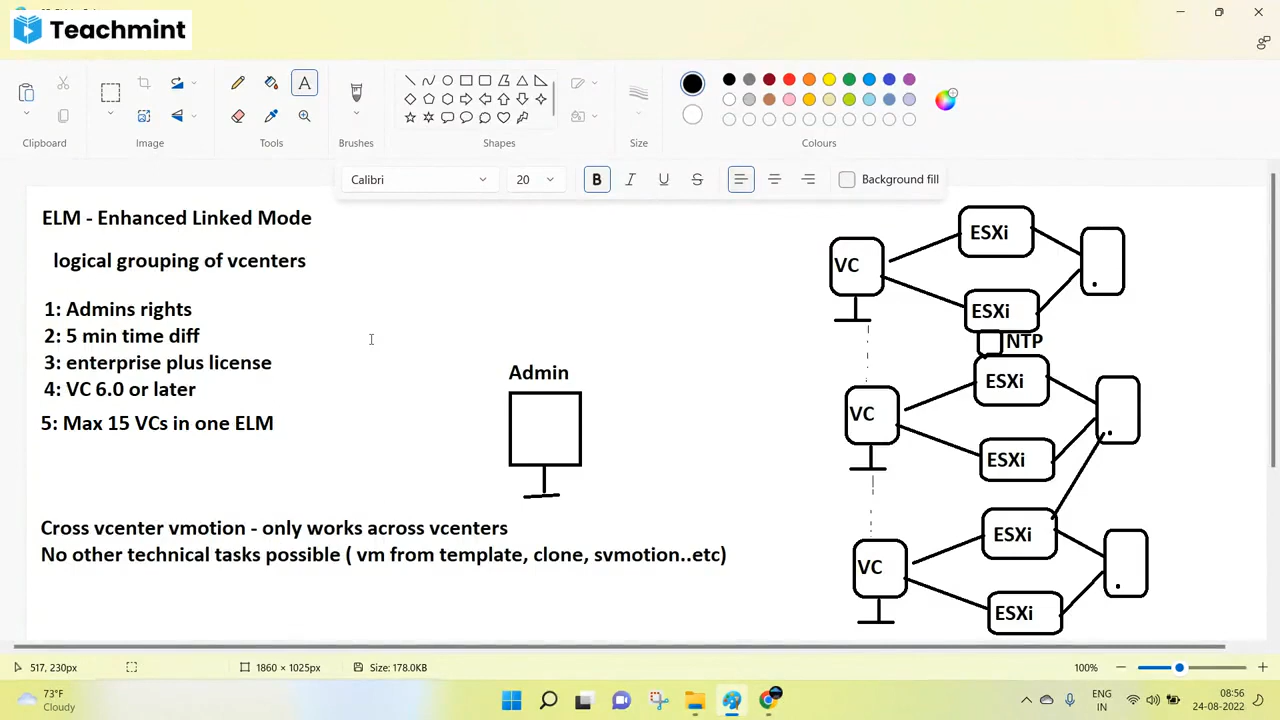 Teachmint
Clipboard
Image
Tools
Brushes
Shapes
Size
Colours
Calibri
20
B
I
U
Background fill
ELM - Enhanced Linked Mode
logical grouping of vcenters
1: Admins rights
2: 5 min time diff
3: enterprise plus license
4: VC 6.0 or later
5: Max 15 VCs in one ELM
Admin
Cross vcenter vmotion - only works across vcenters
No other technical tasks possible ( vm from template, clone, svmotion..etc)
VC
ESXi
ESXi
NTP
VC
ESXi
ESXi
VC
ESXi
ESXi
517, 230px
1860 × 1025px
Size: 178.0KB
100%
73°F
Cloudy
ENG
IN
08:56
24-08-2022